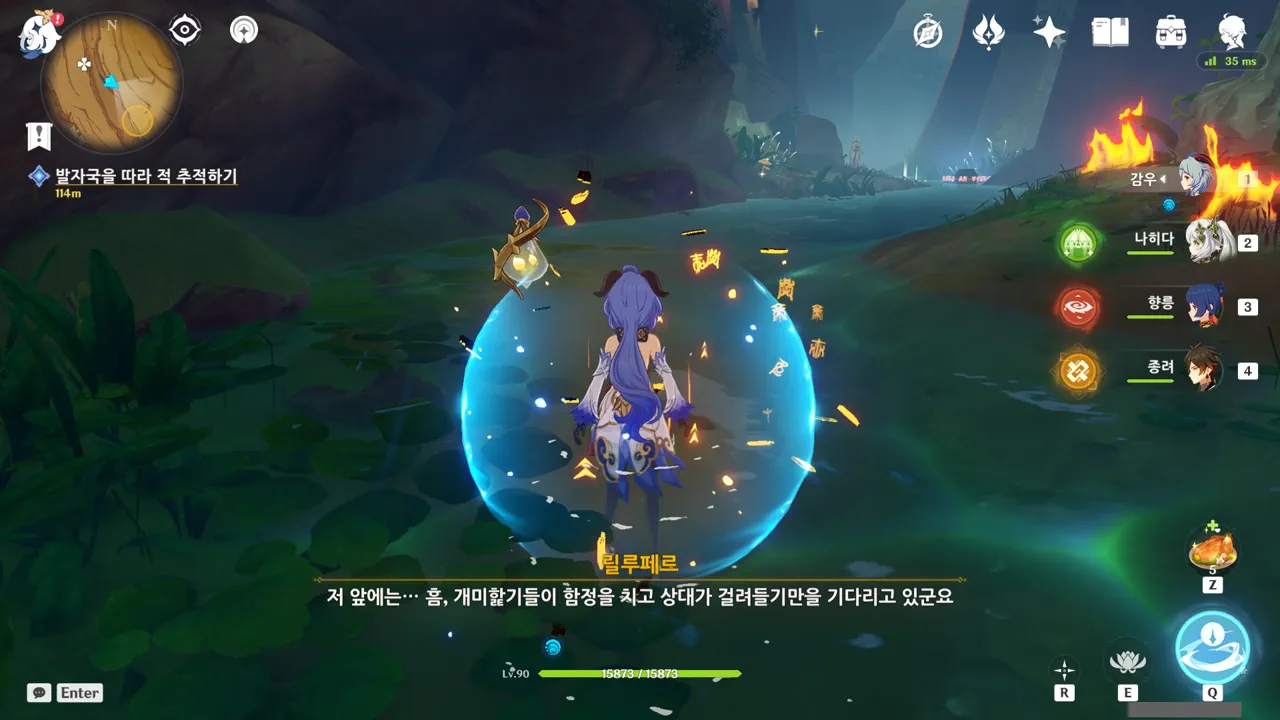 N
35 ms
발자국을 따라 적 추적하기
114m
감우
1
나히다
2
향릉
3
종려
4
5
Z
릴루페로
저 앞에는… 흠, 개미핥기들이 함정을 치고 상대가 걸려들기만을 기다리고 있군요
Lv.90
15873 / 15873
Enter
R
E
Q